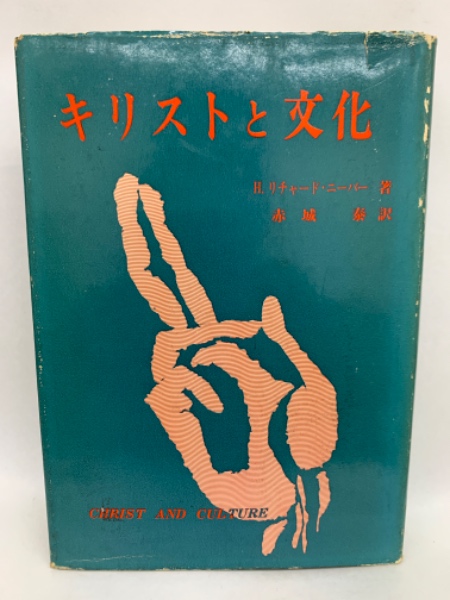 キリストと文化
H. リチャード・ニーバー 著
赤城 泰 訳
CHRIST AND CULTURE